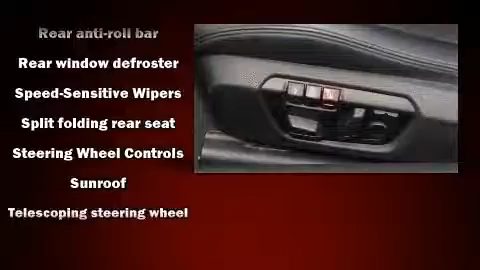 Rear anti-roll bar
Rear window defroster
Speed-Sensitive Wipers
Split folding rear seat
Steering Wheel Controls
Sunroof
Telescoping steering wheel